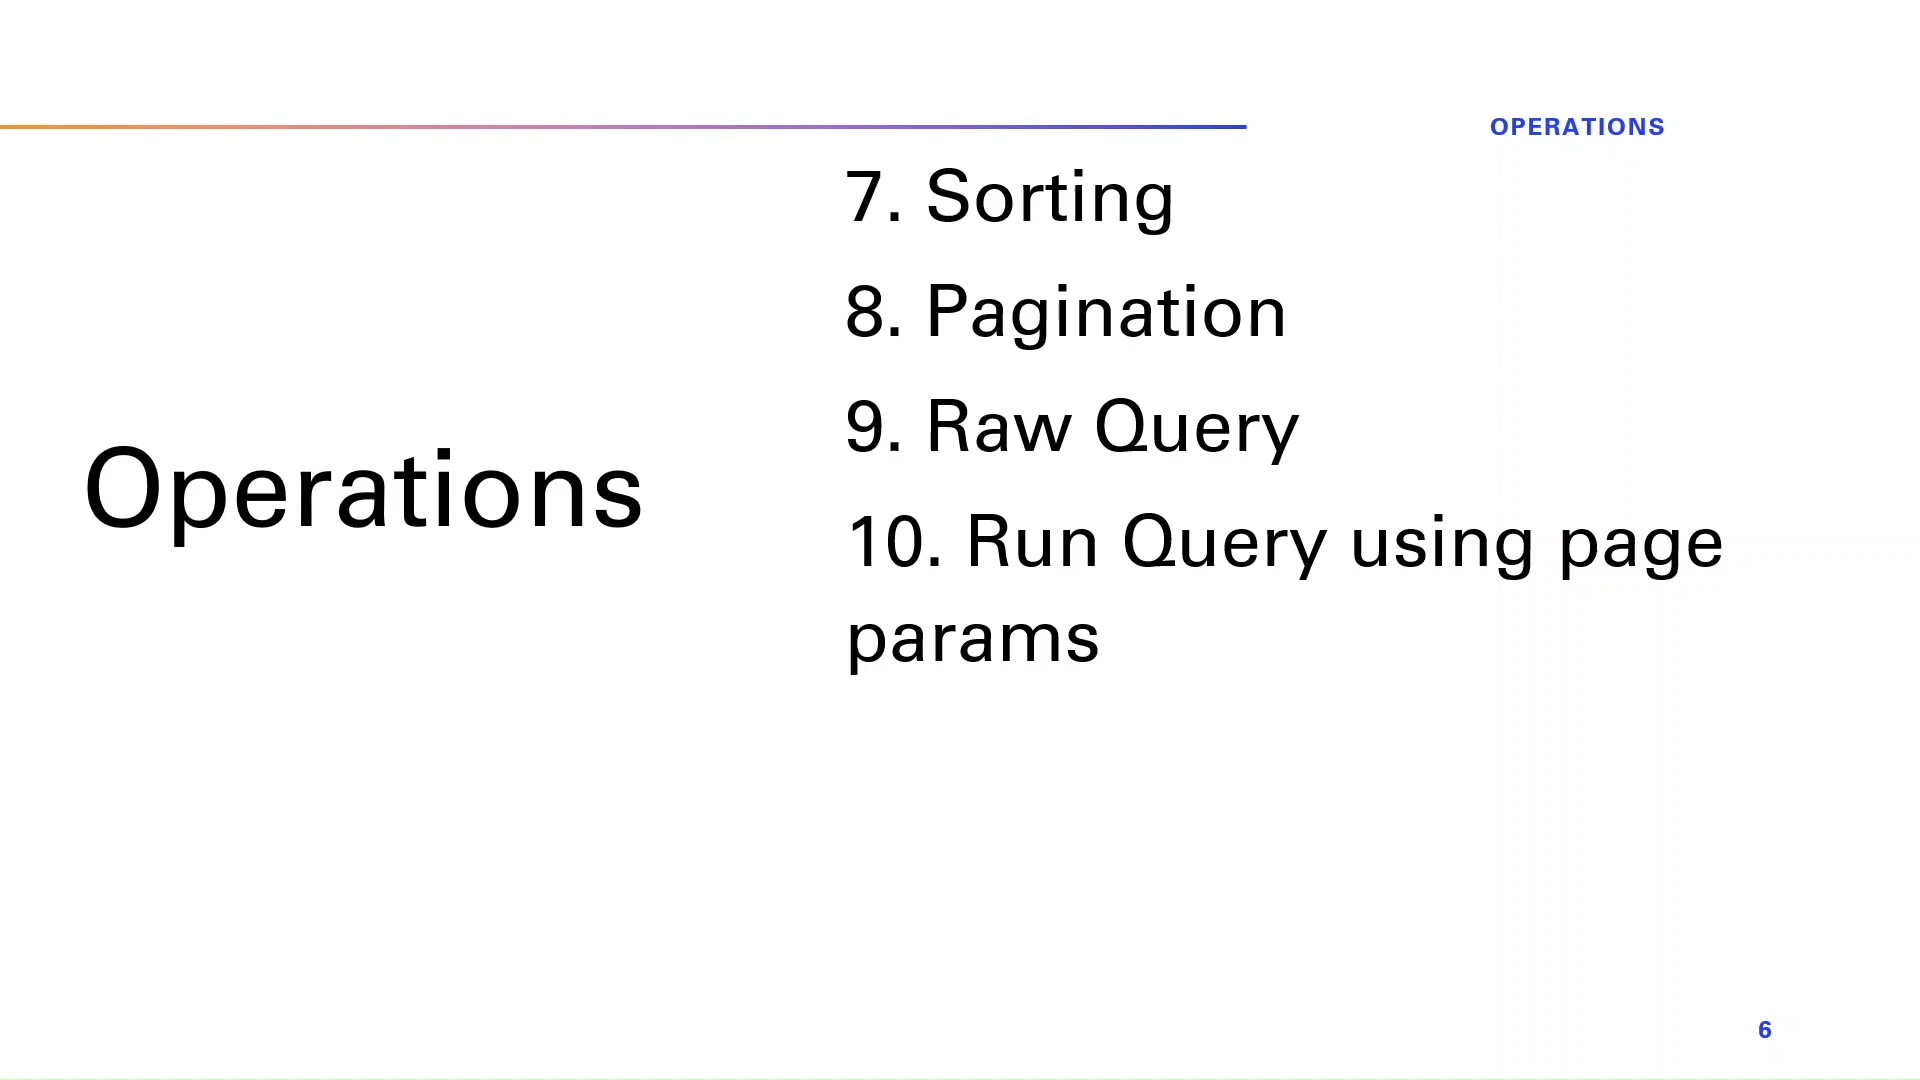 OPERATIONS
Operations
7. Sorting
8. Pagination
9. Raw Query
10. Run Query using page
params
6